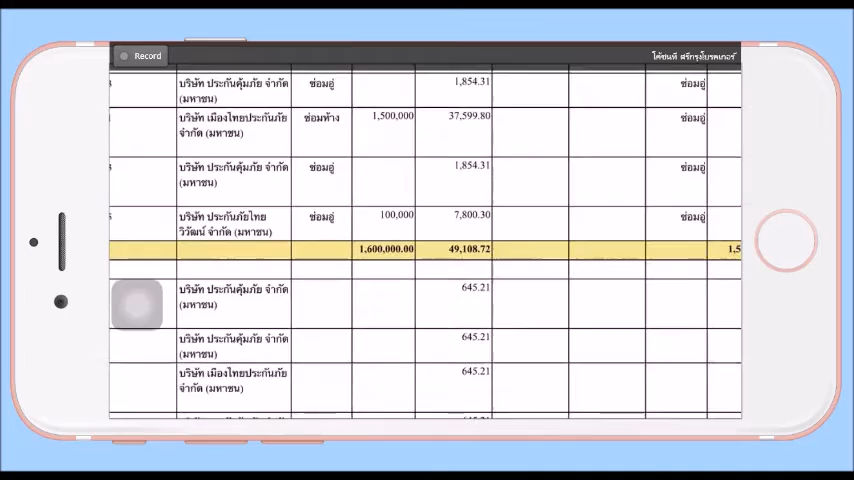 Record
โค้ชนที ศรีกรุงโบรคเกอร์
บริษัท ประกันคุ้มภัย จำกัด ซ่อมอู่ 1,854.31 ซ่อมอู่
(มหาชน)
บริษัท เมืองไทยประกันภัย ซ่อมห้าง 1,500,000 37,599.80 ซ่อมอู่
จำกัด (มหาชน)
บริษัท ประกันคุ้มภัย จำกัด ซ่อมอู่ 1,854.31 ซ่อมอู่
(มหาชน)
บริษัท ประกันภัยไทย ซ่อมอู่ 100,000 7,800.30 ซ่อมอู่
วิวัฒน์ จำกัด (มหาชน)
1,600,000.00 49,108.72 1,5
บริษัท ประกันคุ้มภัย จำกัด 645.21
(มหาชน)
บริษัท ประกันคุ้มภัย จำกัด 645.21
(มหาชน)
บริษัท เมืองไทยประกันภัย 645.21
จำกัด (มหาชน)